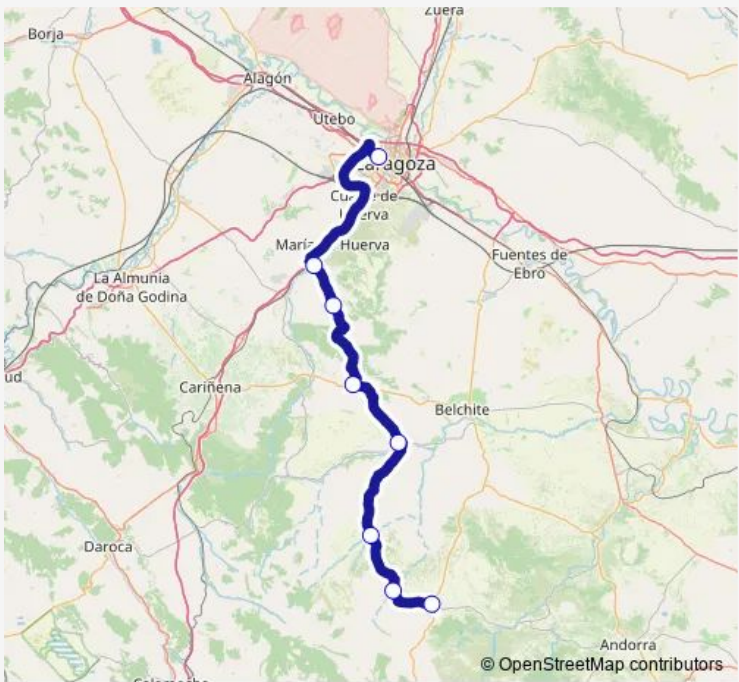 Zuera
Borja
Alagón
Utebo
Zaragoza
Cuarte de
Huerva
María Huerva
Fuentes de
Ebro
La Almunia
de Doña Godina
ud
Cariñena
Belchite
Daroca
Andorra
© OpenStreetMap contributors